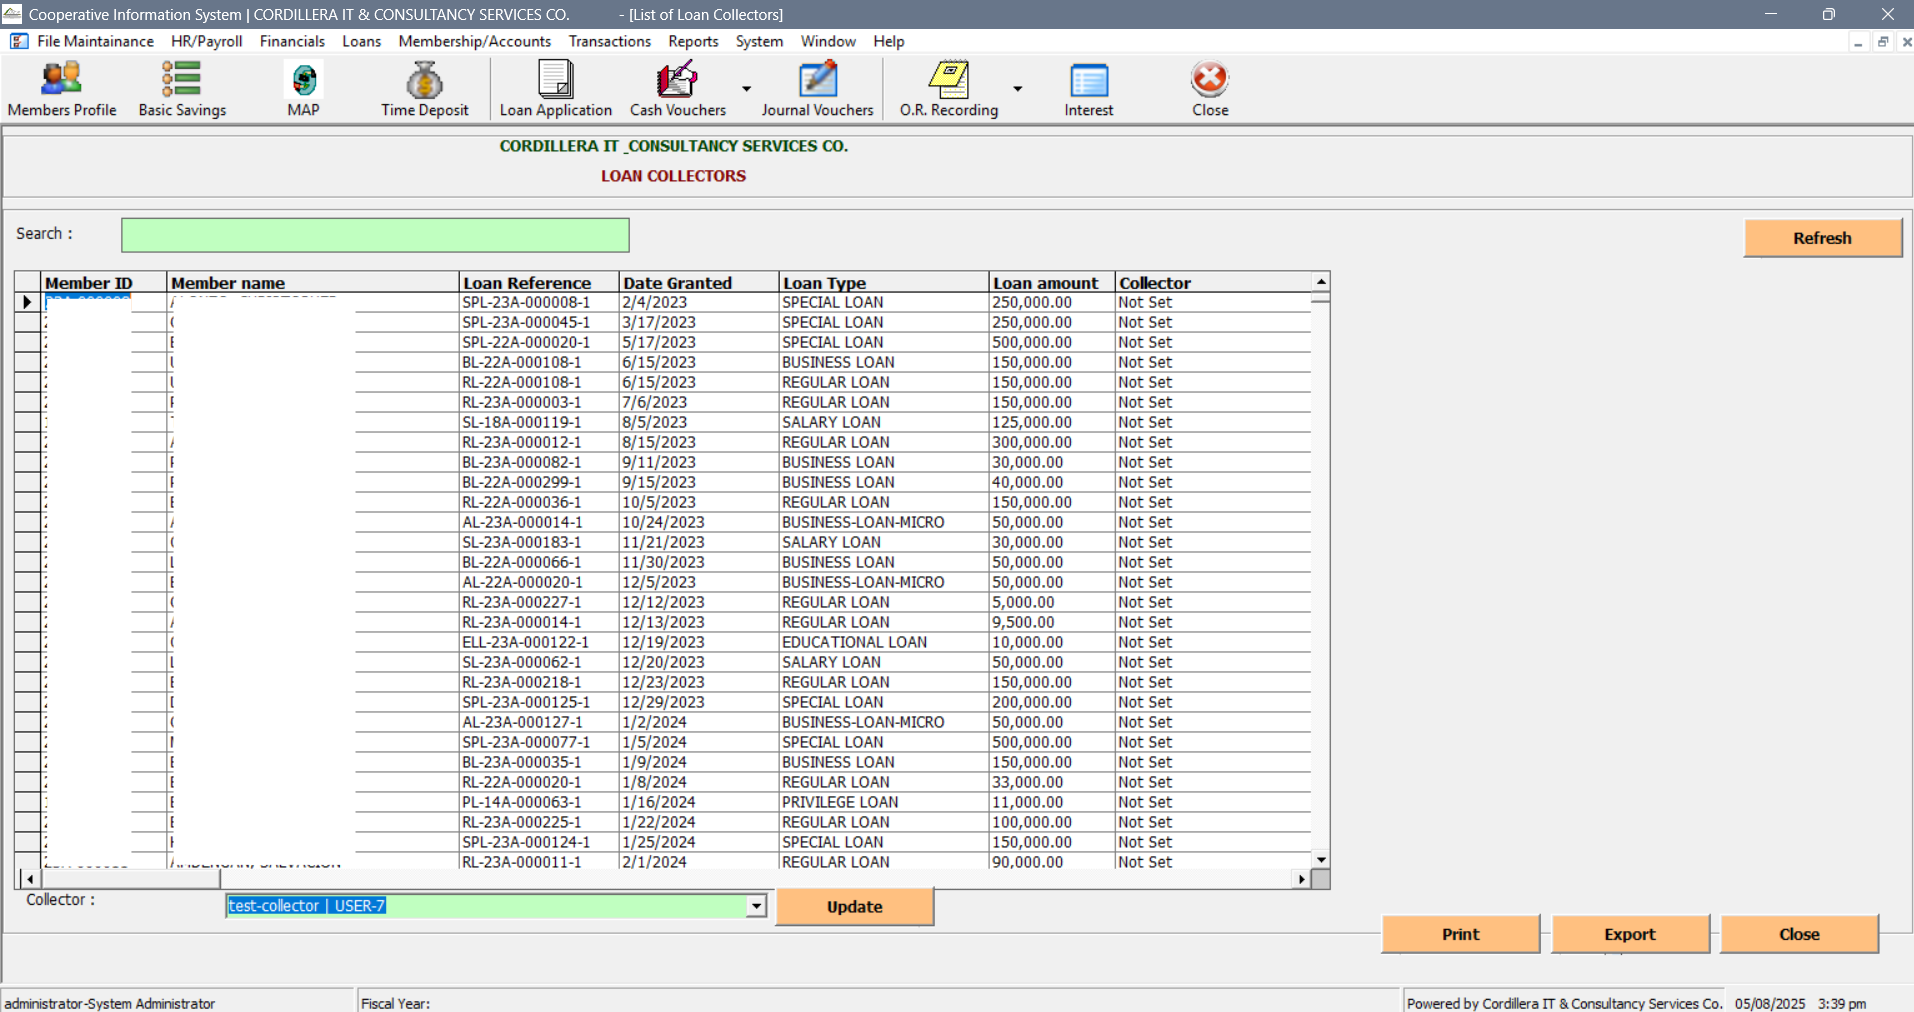 Cooperative Information System | CORDILLERA IT & CONSULTANCY SERVICES CO. - [List of Loan Collectors]
File Maintainance HR/Payroll Financials Loans Membership/Accounts Transactions Reports System Window Help
Members Profile Basic Savings MAP Time Deposit Loan Application Cash Vouchers Journal Vouchers O.R. Recording Interest Close
CORDILLERA IT _CONSULTANCY SERVICES CO.
LOAN COLLECTORS
Search :
Refresh
Member ID Member name Loan Reference Date Granted Loan Type Loan amount Collector
SPL-23A-000008-1 2/4/2023 SPECIAL LOAN 250,000.00 Not Set
SPL-23A-000045-1 3/17/2023 SPECIAL LOAN 250,000.00 Not Set
SPL-22A-000020-1 5/17/2023 SPECIAL LOAN 500,000.00 Not Set
BL-22A-000108-1 6/15/2023 BUSINESS LOAN 150,000.00 Not Set
RL-22A-000108-1 6/15/2023 REGULAR LOAN 150,000.00 Not Set
RL-23A-000003-1 7/6/2023 REGULAR LOAN 150,000.00 Not Set
SL-18A-000119-1 8/5/2023 SALARY LOAN 125,000.00 Not Set
RL-23A-000012-1 8/15/2023 REGULAR LOAN 300,000.00 Not Set
BL-23A-000082-1 9/11/2023 BUSINESS LOAN 30,000.00 Not Set
BL-22A-000299-1 9/15/2023 BUSINESS LOAN 40,000.00 Not Set
RL-22A-000036-1 10/5/2023 REGULAR LOAN 150,000.00 Not Set
AL-23A-000014-1 10/24/2023 BUSINESS-LOAN-MICRO 50,000.00 Not Set
SL-23A-000183-1 11/21/2023 SALARY LOAN 30,000.00 Not Set
BL-22A-000066-1 11/30/2023 BUSINESS LOAN 50,000.00 Not Set
AL-22A-000020-1 12/5/2023 BUSINESS-LOAN-MICRO 50,000.00 Not Set
RL-23A-000227-1 12/12/2023 REGULAR LOAN 5,000.00 Not Set
RL-23A-000014-1 12/13/2023 REGULAR LOAN 9,500.00 Not Set
ELL-23A-000122-1 12/19/2023 EDUCATIONAL LOAN 10,000.00 Not Set
SL-23A-000062-1 12/20/2023 SALARY LOAN 50,000.00 Not Set
RL-23A-000218-1 12/23/2023 REGULAR LOAN 150,000.00 Not Set
SPL-23A-000125-1 12/29/2023 SPECIAL LOAN 200,000.00 Not Set
AL-23A-000127-1 1/2/2024 BUSINESS-LOAN-MICRO 50,000.00 Not Set
SPL-23A-000077-1 1/5/2024 SPECIAL LOAN 500,000.00 Not Set
BL-23A-000035-1 1/9/2024 BUSINESS LOAN 150,000.00 Not Set
RL-22A-000020-1 1/8/2024 REGULAR LOAN 33,000.00 Not Set
PL-14A-000063-1 1/16/2024 PRIVILEGE LOAN 11,000.00 Not Set
RL-23A-000225-1 1/22/2024 REGULAR LOAN 100,000.00 Not Set
SPL-23A-000124-1 1/25/2024 SPECIAL LOAN 150,000.00 Not Set
RL-23A-000011-1 2/1/2024 REGULAR LOAN 90,000.00 Not Set
Collector : test-collector | USER-7 Update
Print Export Close
administrator-System Administrator Fiscal Year: Powered by Cordillera IT & Consultancy Services Co. 05/08/2025 3:39 pm